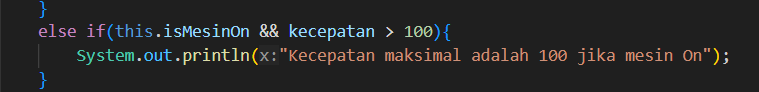 }
else if(this.isMesinOn && kecepatan > 100){
System.out.println(x:"Kecepatan maksimal adalah 100 jika mesin On");
}